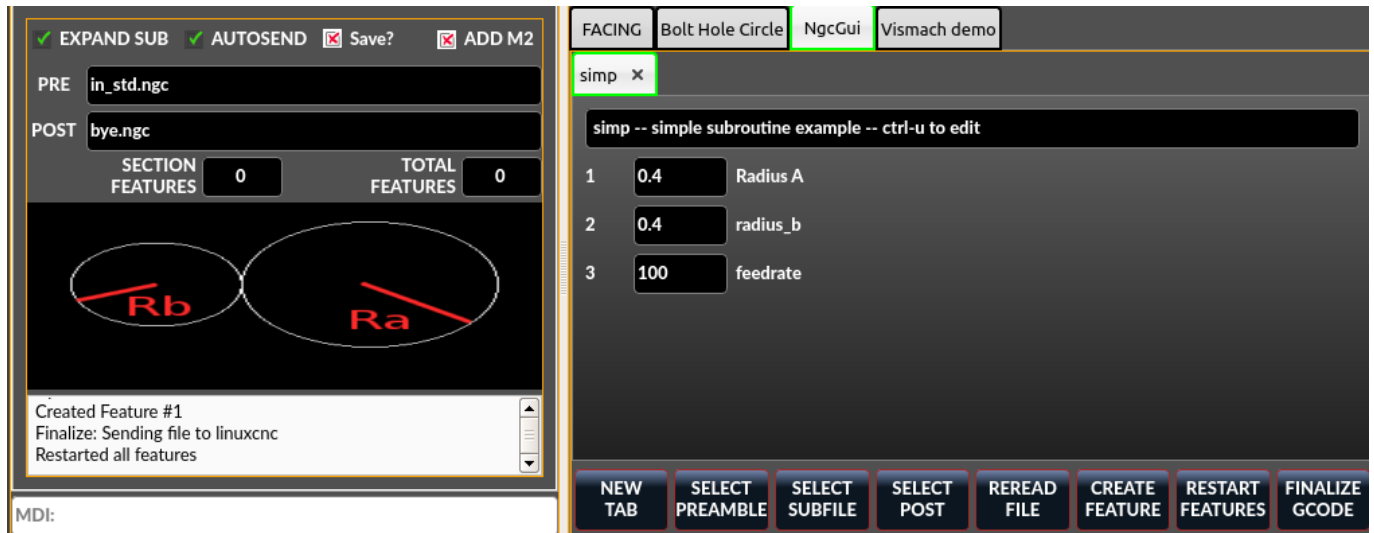 EXPAND SUB AUTOSEND Save? ADD M2
PRE in_std.ngc
POST bye.ngc
SECTION
FEATURES 0
TOTAL
FEATURES 0
Rb
Ra
Created Feature #1
Finalize: Sending file to linuxcnc
Restarted all features
MDI:
FACING Bolt Hole Circle NgcGui Vismach demo
simp
simp -- simple subroutine example -- ctrl-u to edit
1 0.4 Radius A
2 0.4 radius_b
3 100 feedrate
NEW
TAB
SELECT
PREAMBLE
SELECT
SUBFILE
SELECT
POST
REREAD
FILE
CREATE
FEATURE
RESTART
FEATURES
FINALIZE
GCODE